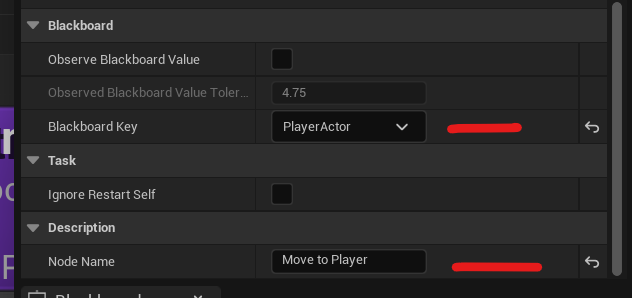 Blackboard
Observe Blackboard Value
Observed Blackboard Value Toler...
4.75
Blackboard Key
PlayerActor
Task
Ignore Restart Self
Description
Node Name
Move to Player